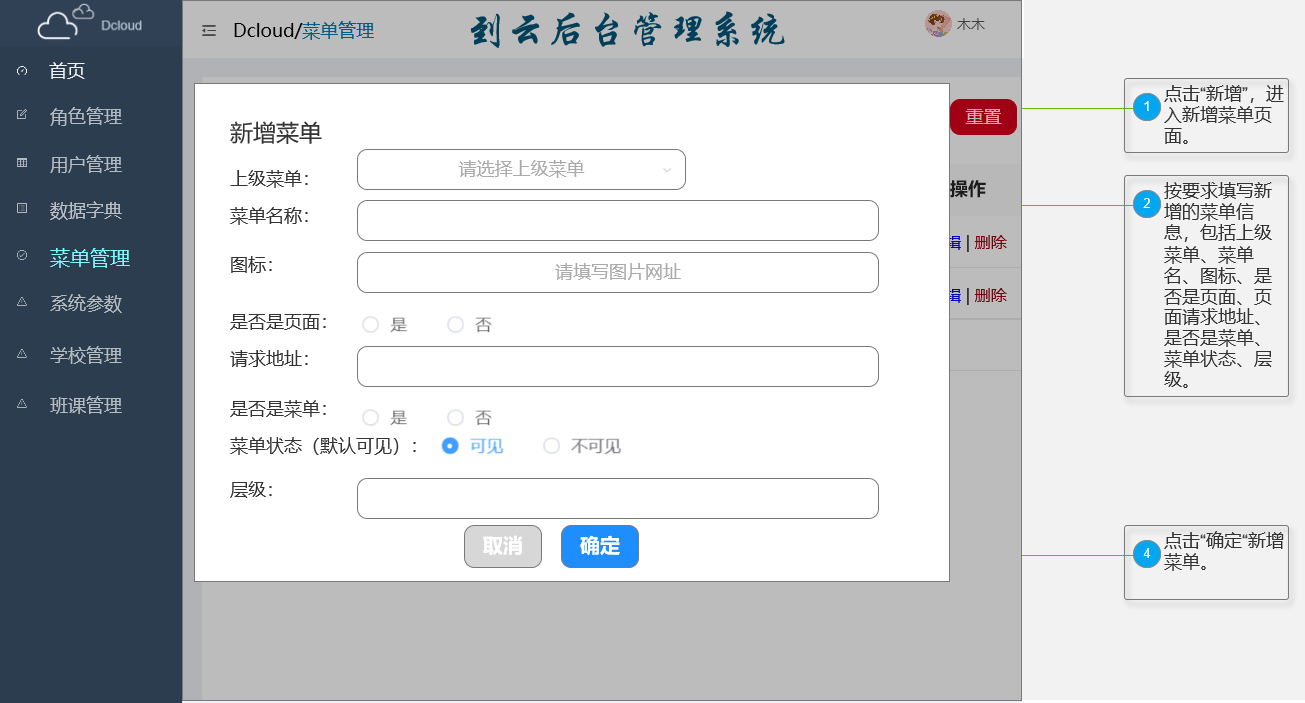 Dcloud
首页
角色管理
用户管理
数据字典
菜单管理
系统参数
学校管理
班课管理
Dcloud/菜单管理
到云后台管理系统
木木
重置
操作
辑 | 删除
辑 | 删除
新增菜单
上级菜单：
请选择上级菜单
菜单名称：
图标：
请填写图片网址
是否是页面：
是 否
请求地址：
是否是菜单：
是 否
菜单状态（默认可见）：
可见 不可见
层级：
取消 确定
1
点击“新增”，进
入新增菜单页
面。
2
按要求填写新
增的菜单信
息，包括上级
菜单、菜单
名、图标、是
否是页面、页
面请求地址、
是否是菜单、
菜单状态、层
级。
4
点击“确定“新增
菜单。